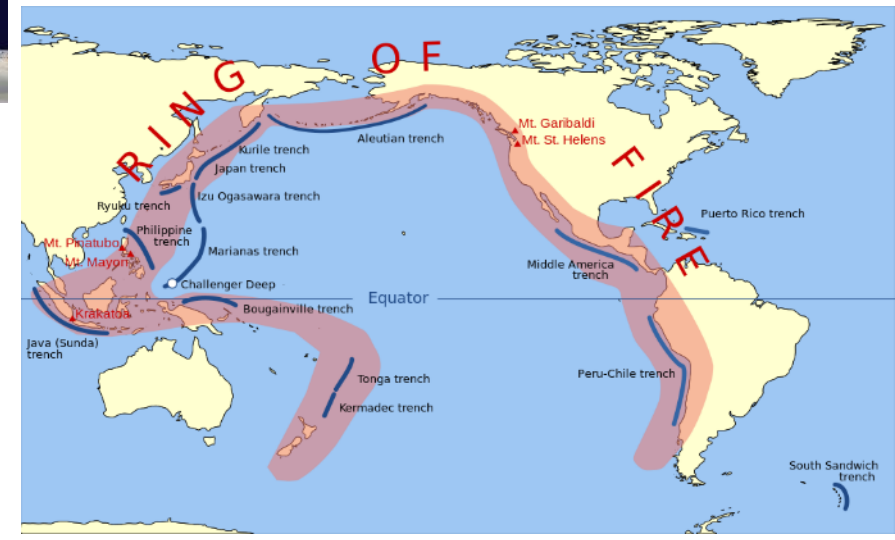 RING OF FIRE
Mt. Garibaldi
Mt. St. Helens
Aleutian trench
Kurile trench
Japan trench
Izu Ogasawara trench
Ryuku trench
Puerto Rico trench
Philippine
trench
Mt. Pinatubo
Mt. Mayon
Marianas trench
Middle America
trench
Challenger Deep
Equator
Bougainville trench
Krakatoa
Java (Sunda)
trench
Tonga trench
Peru-Chile trench
Kermadec trench
South Sandwich
trench